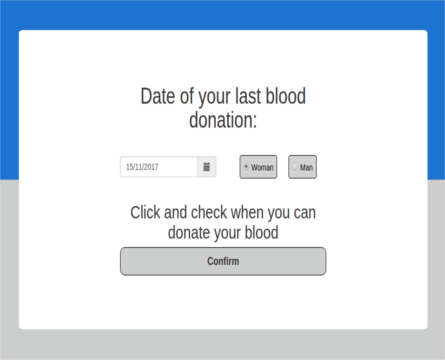 Date of your last blood
donation:
15/11/2017
Woman
Man
Click and check when you can
donate your blood
Confirm